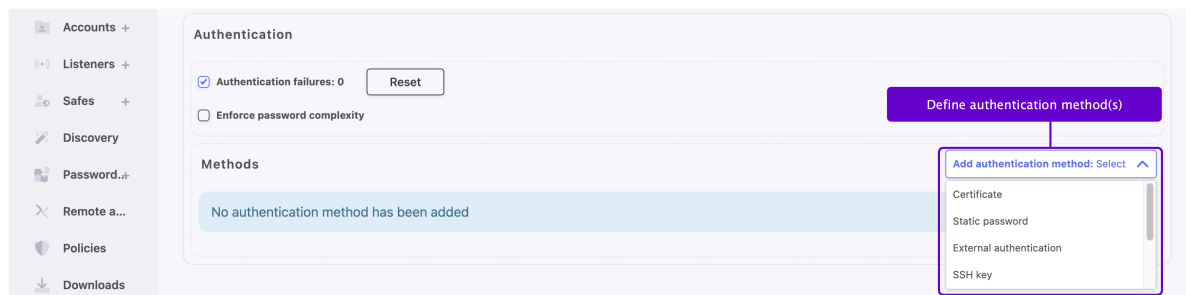 Accounts +
Listeners +
Safes +
Discovery
Password..+
Remote a...
Policies
Downloads
Authentication
Authentication failures: 0 Reset
Enforce password complexity
Define authentication method(s)
Methods
Add authentication method: Select
No authentication method has been added
Certificate
Static password
External authentication
SSH key